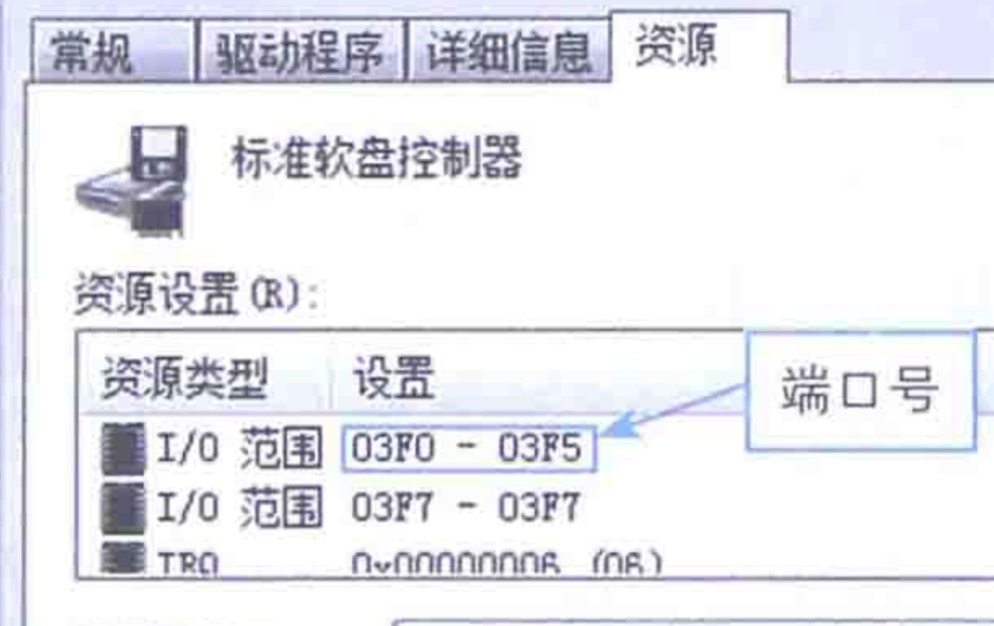 常规 驱动程序 详细信息 资源
标准软盘控制器
资源设置(R):
资源类型 设置
端口号
I/O 范围 03F0 - 03F5
I/O 范围 03F7 - 03F7
IRQ 0x00000006 (06)